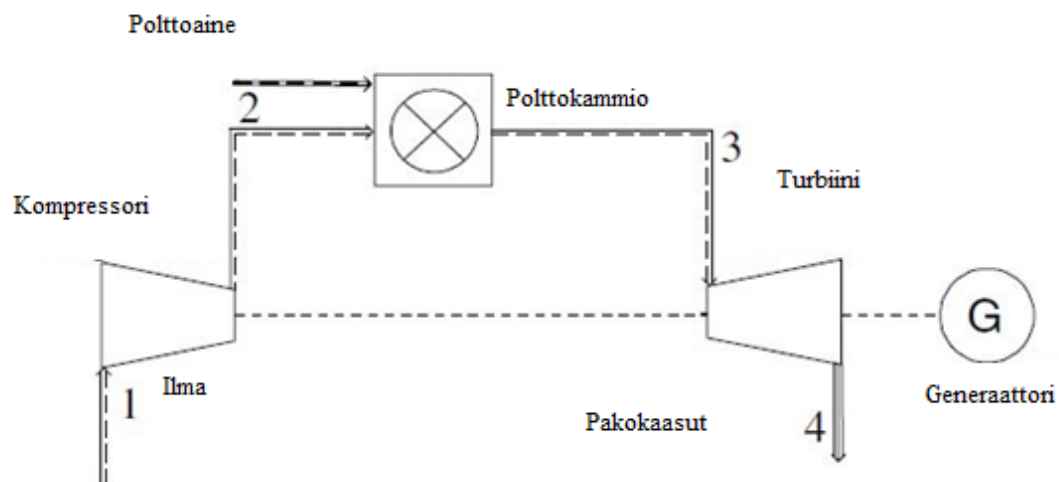 Polttoaine
2
Polttokammio
3
Turbiini
Kompressori
G
Ilma
1
Generaattori
Pakokaasut
4